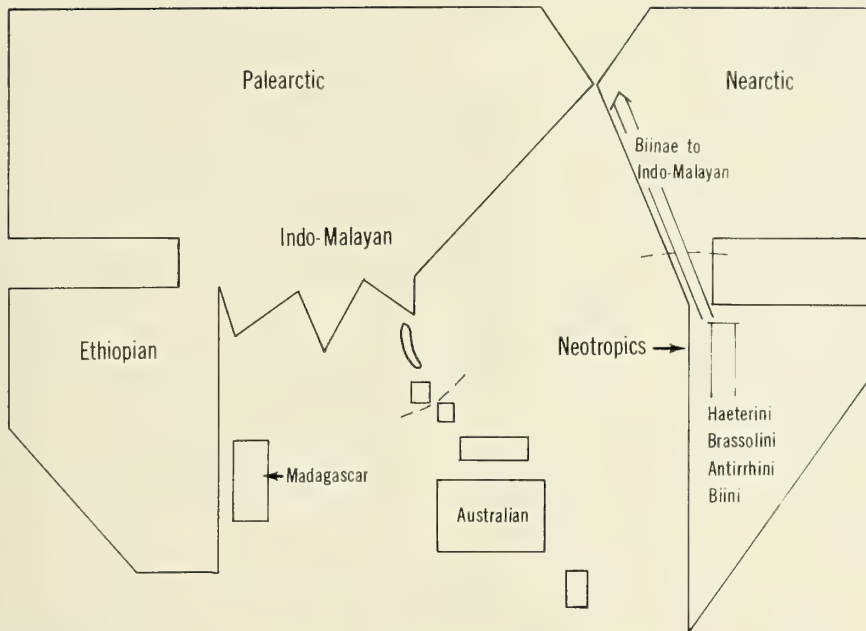 Palearctic
Nearctic
Biinae to
Indo-Malayan
Indo-Malayan
Ethiopian
Neotropics
Haeterini
Brassolini
Antirrhini
Biini
Madagascar
Australian